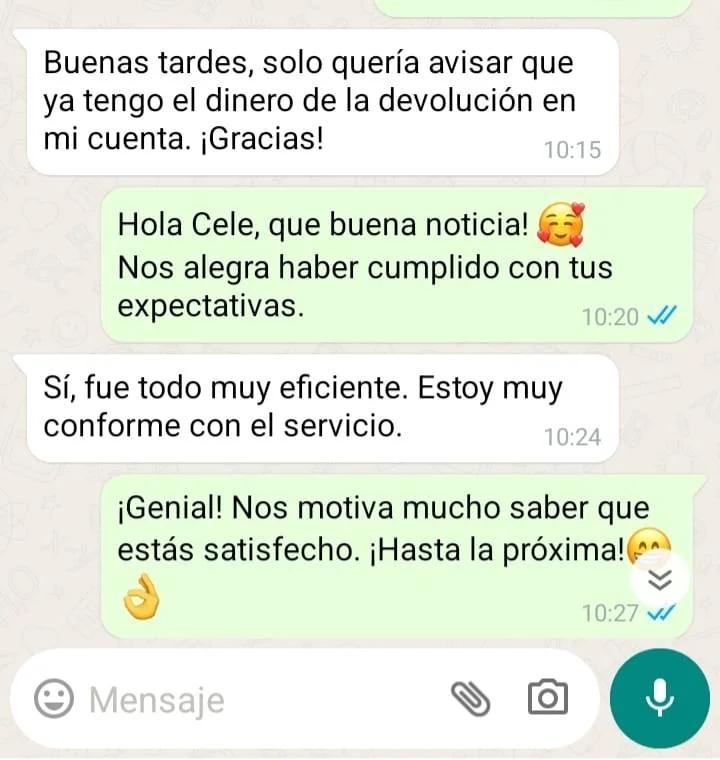 Buenas tardes, solo quería avisar que
ya tengo el dinero de la devolución en
mi cuenta. ¡Gracias!
10:15
Hola Cele, que buena noticia! 🥰
Nos alegra haber cumplido con tus
expectativas.
10:20
Sí, fue todo muy eficiente. Estoy muy
conforme con el servicio.
10:24
¡Genial! Nos motiva mucho saber que
estás satisfecho. ¡Hasta la próxima!😁
👌
10:27
Mensaje